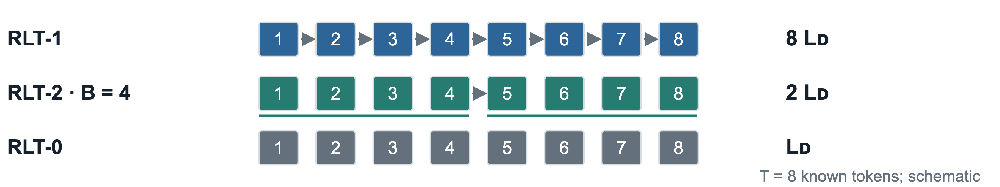 RLT-1 1 2 3 4 5 6 7 8 8 Lᴅ
RLT-2 · B = 4 1 2 3 4 5 6 7 8 2 Lᴅ
RLT-0 1 2 3 4 5 6 7 8 Lᴅ
T = 8 known tokens; schematic